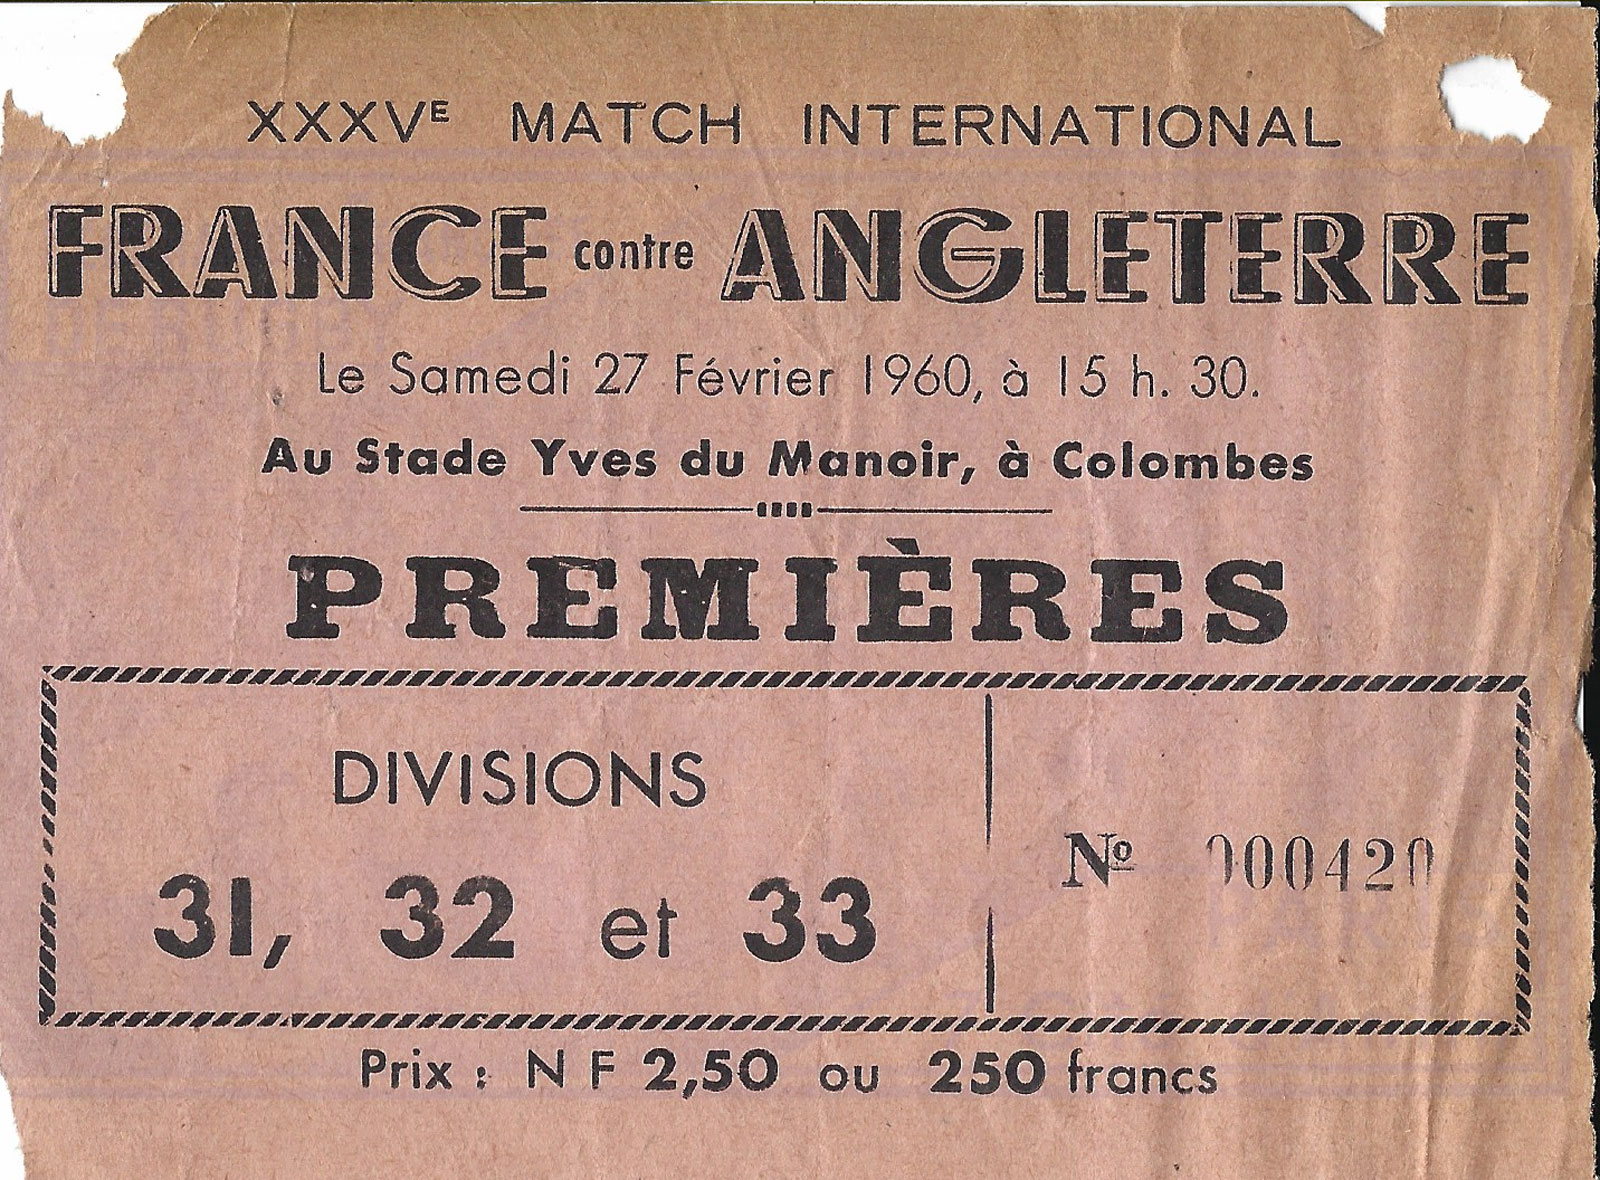 XXXVE MATCH INTERNATIONAL
FRANCE contre ANGLETERRE
Le Samedi 27 Février 1960, à 15 h. 30.
Au Stade Yves du Manoir, à Colombes
PREMIÈRES
DIVISIONS
31, 32 et 33
Nº 000420
Prix : N F 2,50 ou 250 francs